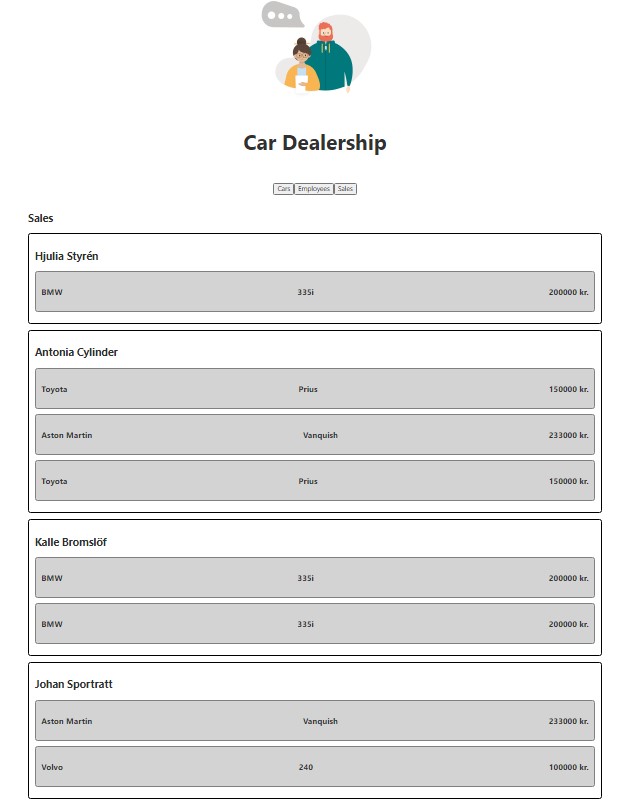 Car Dealership
Cars Employees Sales
Sales
Hjulia Styrén
BMW 335i 200000 kr.
Antonia Cylinder
Toyota Prius 150000 kr.
Aston Martin Vanquish 233000 kr.
Toyota Prius 150000 kr.
Kalle Bromslöf
BMW 335i 200000 kr.
BMW 335i 200000 kr.
Johan Sportratt
Aston Martin Vanquish 233000 kr.
Volvo 240 100000 kr.